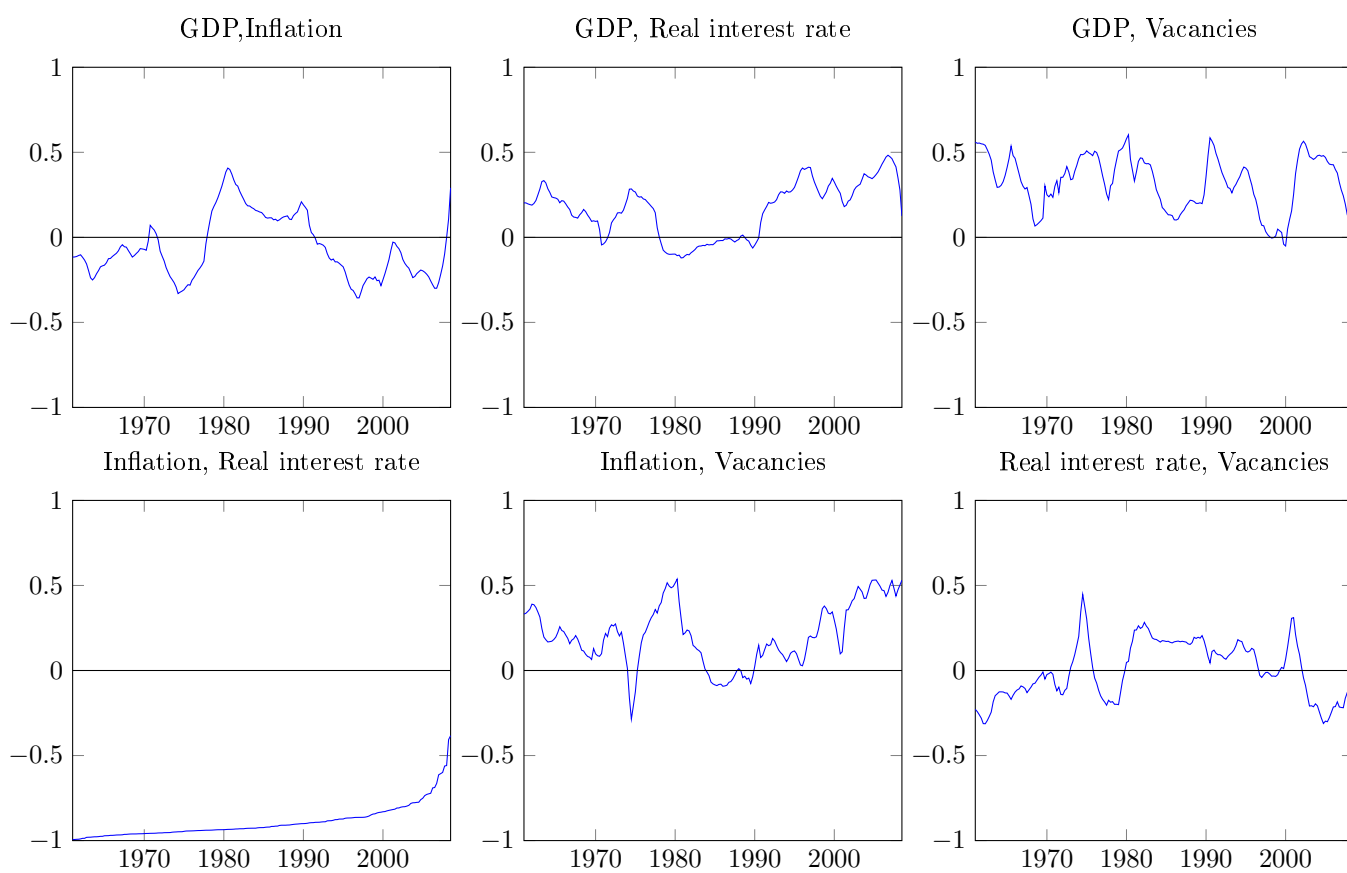 GDP,Inflation
GDP, Real interest rate
GDP, Vacancies
1
0.5
0
−0.5
−1
1970 1980 1990 2000
1
0.5
0
−0.5
−1
1970 1980 1990 2000
1
0.5
0
−0.5
−1
1970 1980 1990 2000
Inflation, Real interest rate
Inflation, Vacancies
Real interest rate, Vacancies
1
0.5
0
−0.5
−1
1970 1980 1990 2000
1
0.5
0
−0.5
−1
1970 1980 1990 2000
1
0.5
0
−0.5
−1
1970 1980 1990 2000